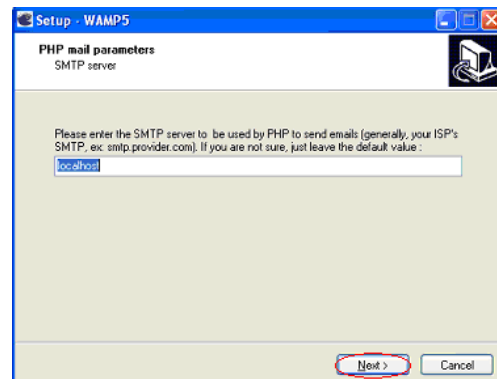 Setup - WAMP5
PHP mail parameters
SMTP server
Please enter the SMTP server to be used by PHP to send emails (generally, your ISP's
SMTP, ex: smtp.provider.com). If you are not sure, just leave the default value :
localhost
Next >
Cancel